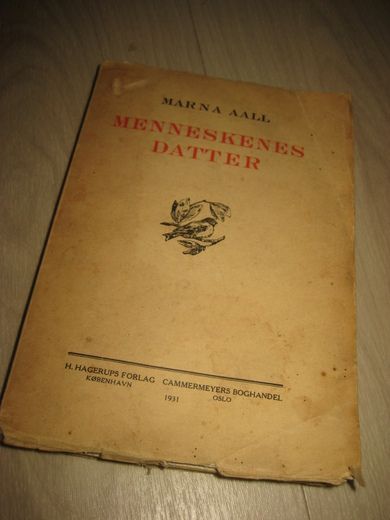 MARNA AALL
MENNESKENES
DATTER
H. HAGERUPS FORLAG CAMMERMEYERS BOGHANDEL
KØBENHAVN OSLO
1931